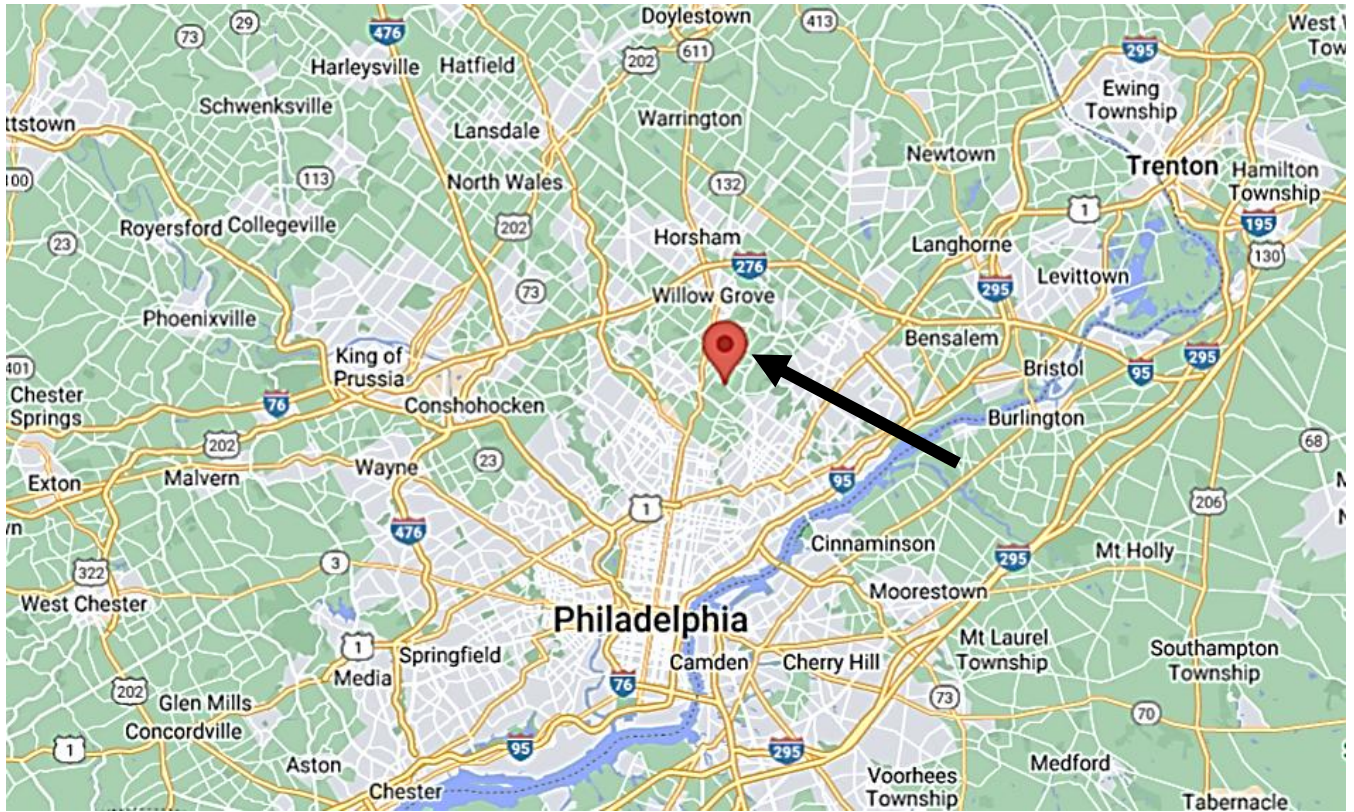 Doylestown
413
West W
Tow
73
29
476
Harleysville
Hatfield
202
611
295
Ewing
Township
Schwenksville
ttstown
Lansdale
Warrington
Newtown
Trenton
Hamilton
Township
100
113
North Wales
132
1
Royersford
Collegeville
202
Horsham
195
23
276
Langhorne
130
73
Willow Grove
295
Levittown
Phoenixville
Bensalem
King of
Prussia
295
401
Bristol
95
Chester
Springs
76
Conshohocken
Burlington
202
68
Wayne
23
Exton
Malvern
95
1
206
wn
476
Cinnaminson
295
Mt Holly
3
322
Moorestown
West Chester
Philadelphia
1
Springfield
Camden
Cherry Hill
Mt Laurel
Township
Southampton
Township
Media
76
202
73
Glen Mills
70
Concordville
1
95
295
Aston
Medford
Voorhees
Township
Chester
Tabernacle